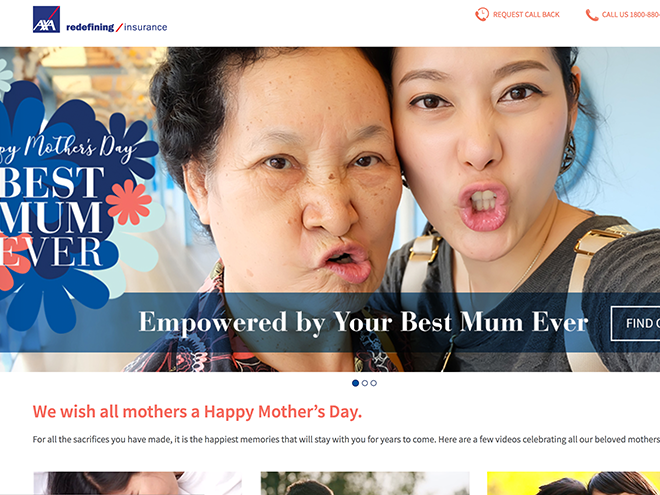 AXA redefining / insurance
REQUEST CALL BACK
CALL US 1800-880-
py Mother's Day
BEST
MUM
EVER
Empowered by Your Best Mum Ever
FIND
We wish all mothers a Happy Mother's Day.
For all the sacrifices you have made, it is the happiest memories that will stay with you for years to come. Here are a few videos celebrating all our beloved mothers